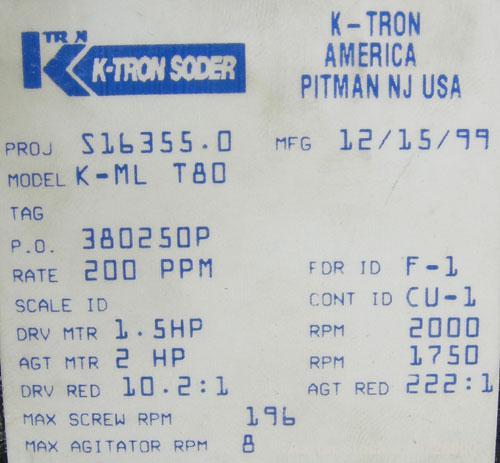 K-TRON
K-TRON SODER
K-TRON
AMERICA
PITMAN NJ USA
PROJ S16355.0 MFG 12/15/99
MODEL K-ML T80
TAG
P.O. 380250P
RATE 200 PPM FDR ID F-1
SCALE ID CONT ID CU-1
DRV MTR 1.5HP RPM 2000
AGT MTR 2 HP RPM 1750
DRV RED 10.2:1 AGT RED 222:1
MAX SCREW RPM 196
MAX AGITATOR RPM 8